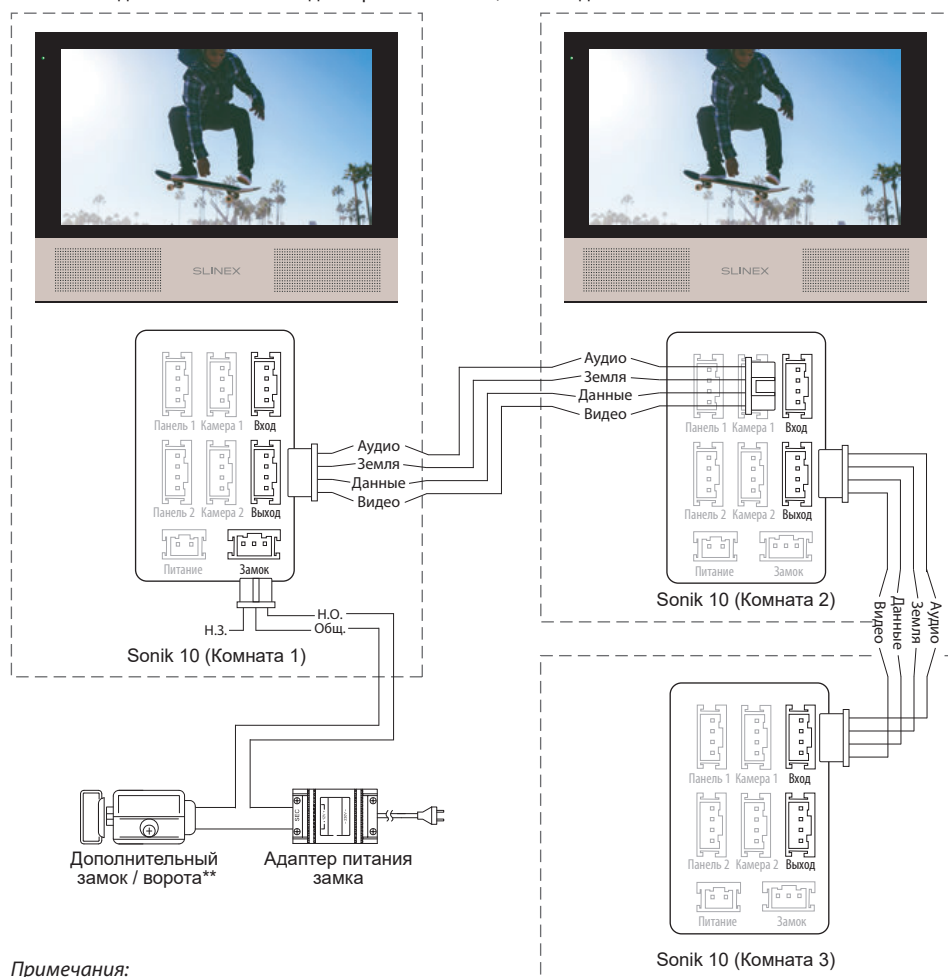 SLINEX
SLINEX
Панель 1 Камера 1 Вход
Аудио
Земля
Данные
Видео
Панель 2 Камера 2 Выход
Питание Замок
Н.О.
Н.З. Общ.
Sonik 10 (Комната 1)
Аудио
Земля
Данные
Видео
Панель 1 Камера 1 Вход
Панель 2 Камера 2 Выход
Питание Замок
Sonik 10 (Комната 2)
Видео
Данные
Земля
Аудио
Панель 1 Камера 1 Вход
Панель 2 Камера 2 Выход
Питание Замок
Sonik 10 (Комната 3)
SEC
Дополнительный
замок / ворота**
Адаптер питания
замка
Примечания: